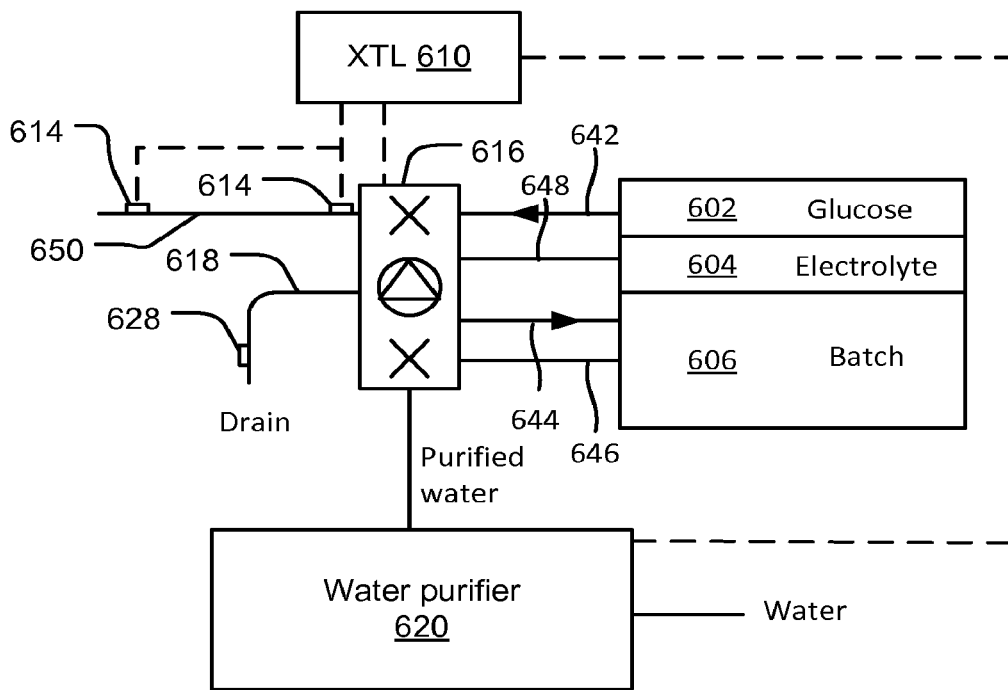 XTL 610
614
616
642
614
648
602 Glucose
650
618
604 Electrolyte
628
606 Batch
Drain
644
646
Purified
water
Water purifier
620
Water